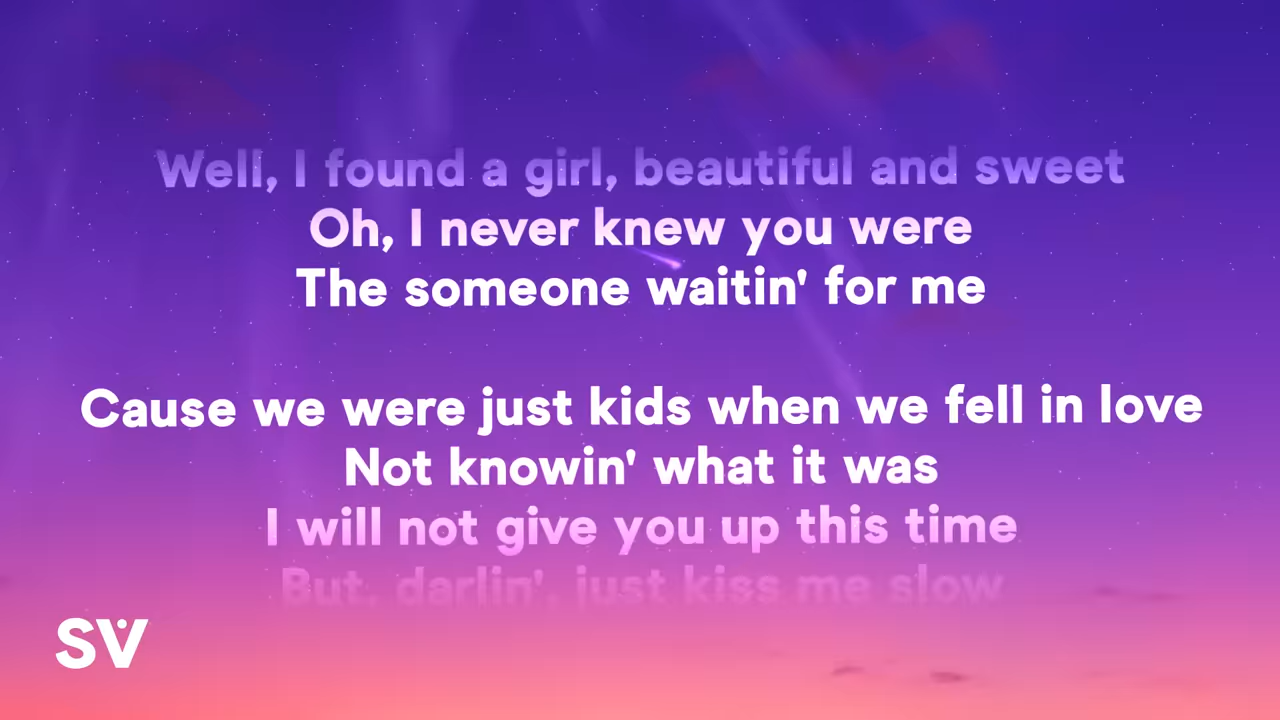 Well, I found a girl, beautiful and sweet
Oh, I never knew you were
The someone waitin' for me
Cause we were just kids when we fell in love
Not knowin' what it was
I will not give you up this time
But, darlin', just kiss me slow
SV